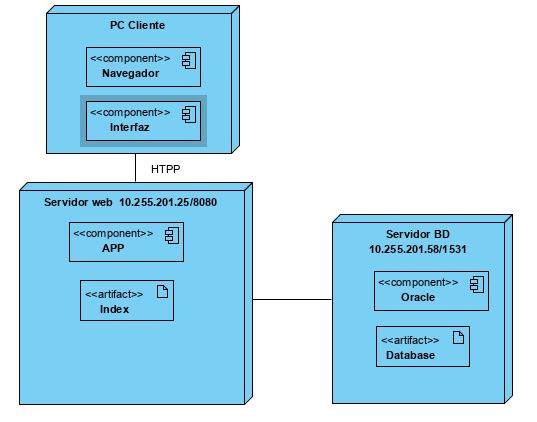 PC Cliente
<<component>>
Navegador
<<component>>
Interfaz
HTPP
Servidor web 10.255.201.25/8080
<<component>>
APP
<<artifact>>
Index
Servidor BD
10.255.201.58/1531
<<component>>
Oracle
<<artifact>>
Database